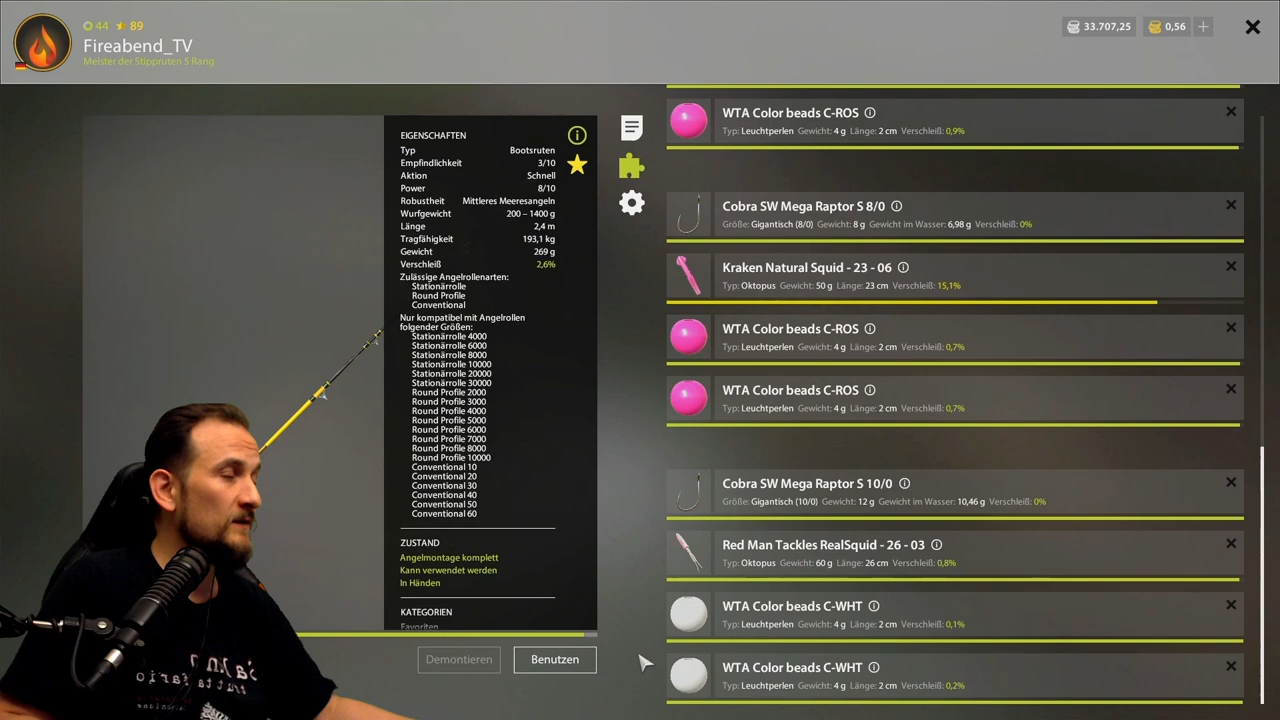 44 89
Fireabend_TV
Meister der Stippruten 5 Rang
33.707,25 0,56
EIGENSCHAFTEN
Typ Bootsruten
Empfindlichkeit 3/10
Aktion Schnell
Power 8/10
Robustheit Mittleres Meeresangeln
Wurfgewicht 200 – 1400 g
Länge 2,4 m
Tragfähigkeit 193,1 kg
Gewicht 269 g
Verschleiß 2,6%
Zulässige Angelrollenarten:
Stationärrolle
Round Profile
Conventional
Nur kompatibel mit Angelrollen
folgender Größen:
Stationärrolle 4000
Stationärrolle 6000
Stationärrolle 8000
Stationärrolle 10000
Stationärrolle 20000
Stationärrolle 30000
Round Profile 2000
Round Profile 3000
Round Profile 4000
Round Profile 5000
Round Profile 6000
Round Profile 7000
Round Profile 8000
Round Profile 10000
Conventional 10
Conventional 20
Conventional 30
Conventional 40
Conventional 50
Conventional 60
ZUSTAND
Angelmontage komplett
Kann verwendet werden
In Händen
KATEGORIEN
Favoriten
Demontieren Benutzen
WTA Color beads C-ROS
Typ: Leuchtperlen Gewicht: 4 g Länge: 2 cm Verschleiß: 0,9%
Cobra SW Mega Raptor S 8/0
Größe: Gigantisch (8/0) Gewicht: 8 g Gewicht im Wasser: 6,98 g Verschleiß: 0%
Kraken Natural Squid - 23 - 06
Typ: Oktopus Gewicht: 50 g Länge: 23 cm Verschleiß: 15,1%
WTA Color beads C-ROS
Typ: Leuchtperlen Gewicht: 4 g Länge: 2 cm Verschleiß: 0,7%
WTA Color beads C-ROS
Typ: Leuchtperlen Gewicht: 4 g Länge: 2 cm Verschleiß: 0,7%
Cobra SW Mega Raptor S 10/0
Größe: Gigantisch (10/0) Gewicht: 12 g Gewicht im Wasser: 10,46 g Verschleiß: 0%
Red Man Tackles RealSquid - 26 - 03
Typ: Oktopus Gewicht: 60 g Länge: 26 cm Verschleiß: 0,8%
WTA Color beads C-WHT
Typ: Leuchtperlen Gewicht: 4 g Länge: 2 cm Verschleiß: 0,1%
WTA Color beads C-WHT
Typ: Leuchtperlen Gewicht: 4 g Länge: 2 cm Verschleiß: 0,2%